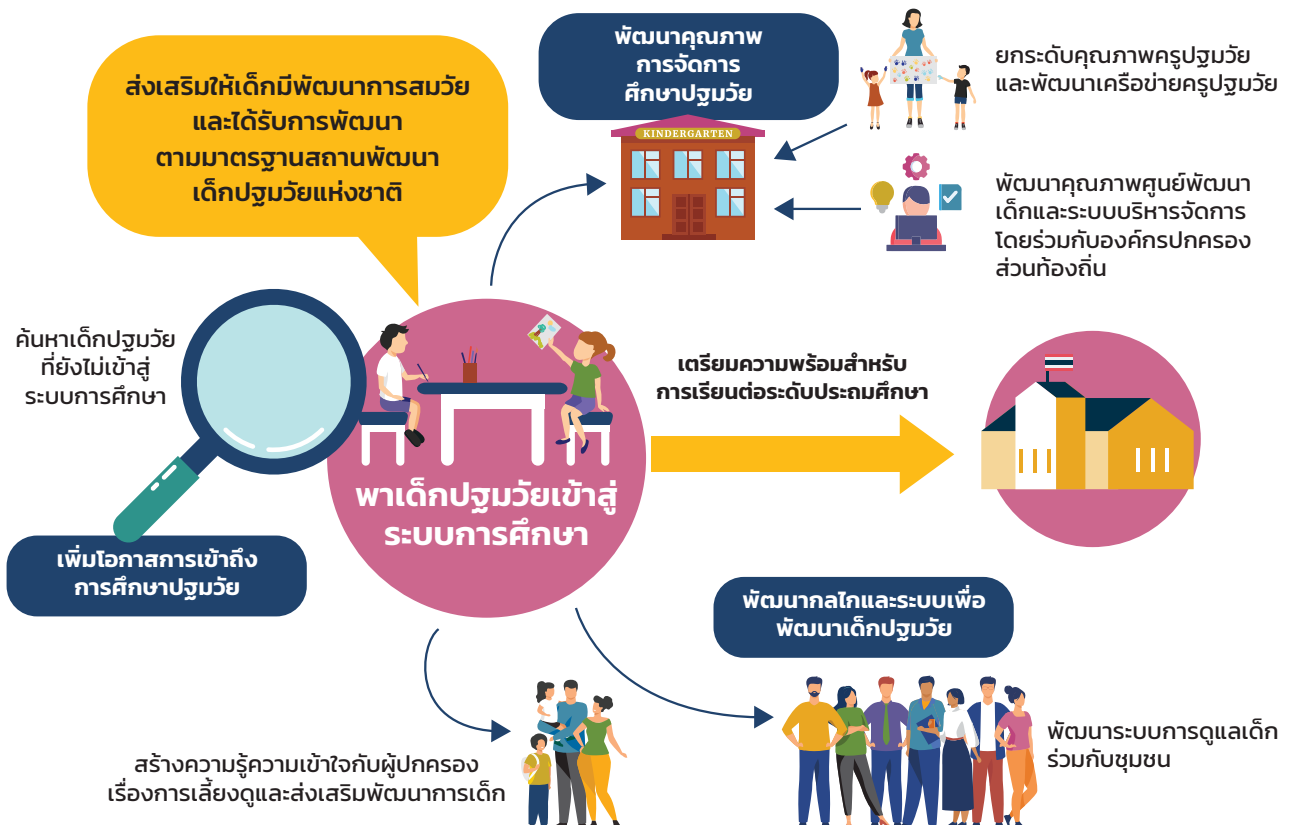 ส่งเสริมให้เด็กมีพัฒนาการสมวัย
และได้รับการพัฒนา
ตามมาตรฐานสถานพัฒนา
เด็กปฐมวัยแห่งชาติ
พัฒนาคุณภาพ
การจัดการ
ศึกษาปฐมวัย
KINDERGARTEN
ยกระดับคุณภาพครูปฐมวัย
และพัฒนาเครือข่ายครูปฐมวัย
พัฒนาคุณภาพศูนย์พัฒนา
เด็กและระบบบริหารจัดการ
โดยร่วมกับองค์กรปกครอง
ส่วนท้องถิ่น
ค้นหาเด็กปฐมวัย
ที่ยังไม่เข้าสู่
ระบบการศึกษา
เตรียมความพร้อมสำหรับ
การเรียนต่อระดับประถมศึกษา
พาเด็กปฐมวัยเข้าสู่
ระบบการศึกษา
เพิ่มโอกาสการเข้าถึง
การศึกษาปฐมวัย
พัฒนากลไกและระบบเพื่อ
พัฒนาเด็กปฐมวัย
สร้างความรู้ความเข้าใจกับผู้ปกครอง
เรื่องการเลี้ยงดูและส่งเสริมพัฒนาการเด็ก
พัฒนาระบบการดูแลเด็ก
ร่วมกับชุมชน